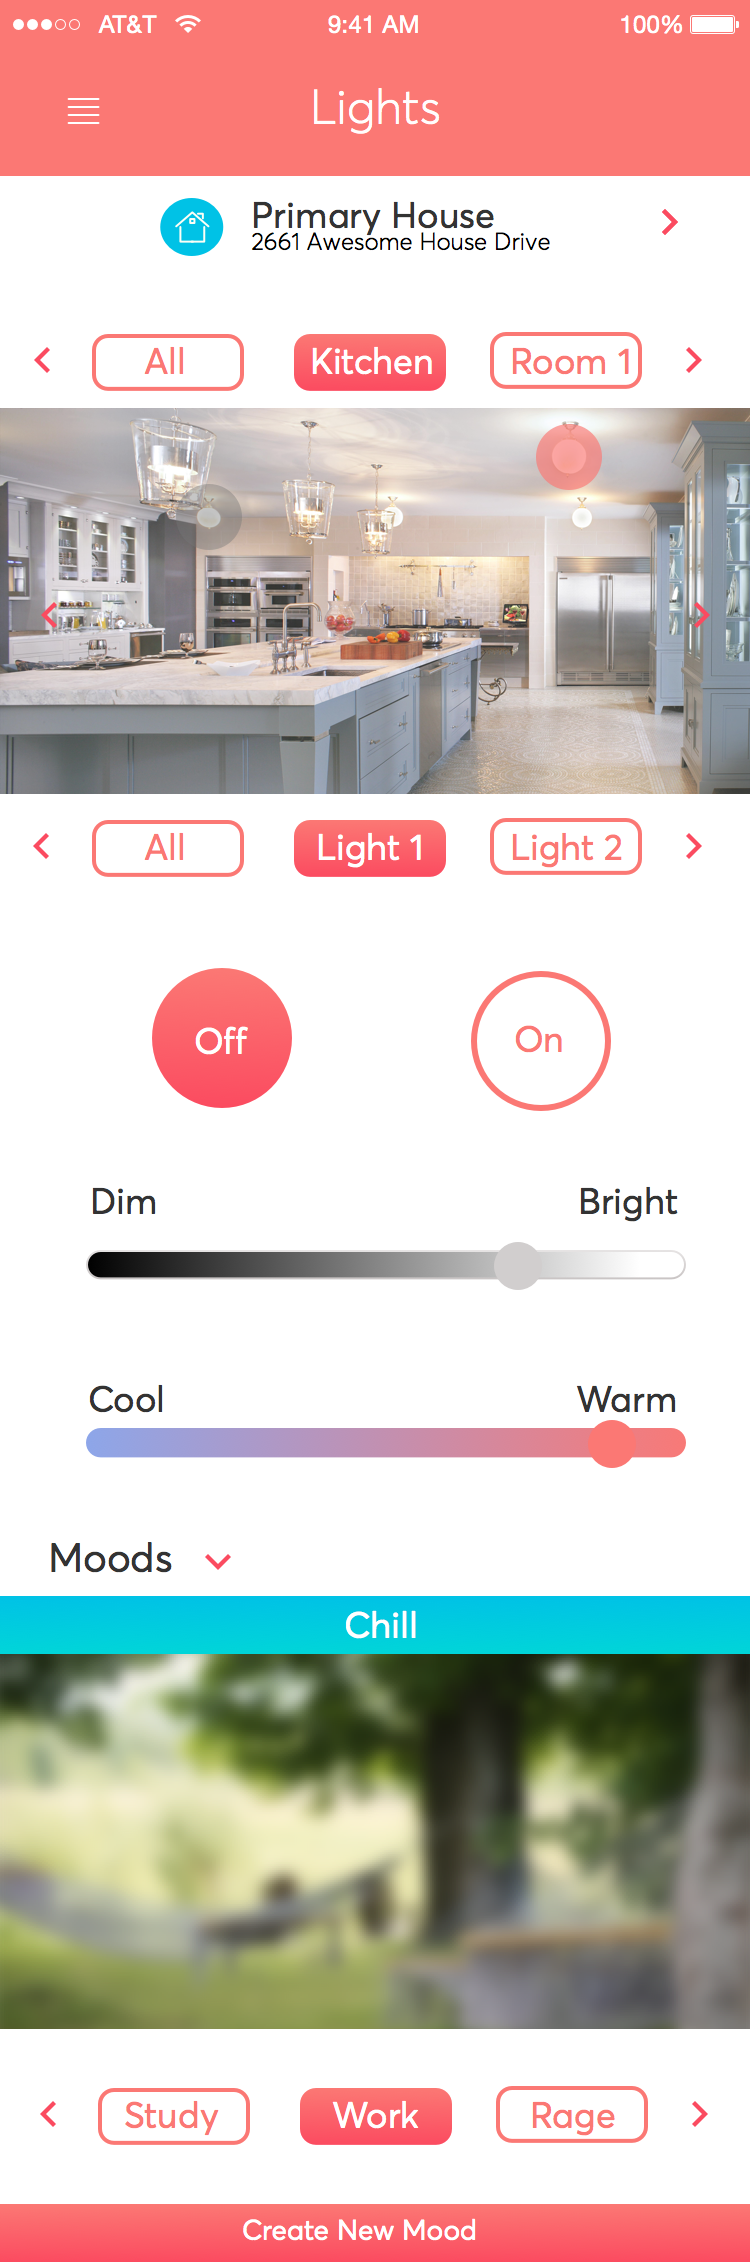 AT&T 9:41 AM 100%
Lights
Primary House
2661 Awesome House Drive
All Kitchen Room 1
All Light 1 Light 2
Off On
Dim Bright
Cool Warm
Moods
Chill
Study Work Rage
Create New Mood